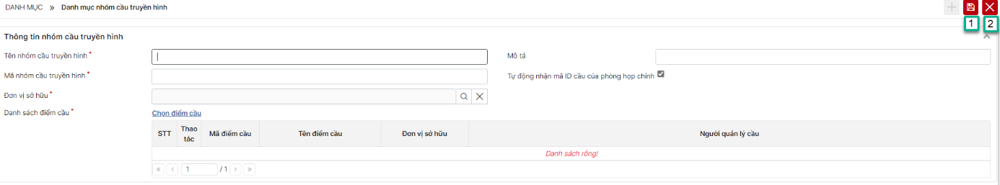 DANH MỤC » Danh mục nhóm cầu truyền hình
1 2
Thông tin nhóm cầu truyền hình
Tên nhóm cầu truyền hình * Mô tả
Mã nhóm cầu truyền hình * Tự động nhận mã ID cầu của phòng họp chính
Đơn vị sở hữu *
Danh sách điểm cầu * Chọn điểm cầu
STT Thao tác Mã điểm cầu Tên điểm cầu Đơn vị sở hữu Người quản lý cầu
Danh sách rỗng!
« ‹ 1 / 1 › »